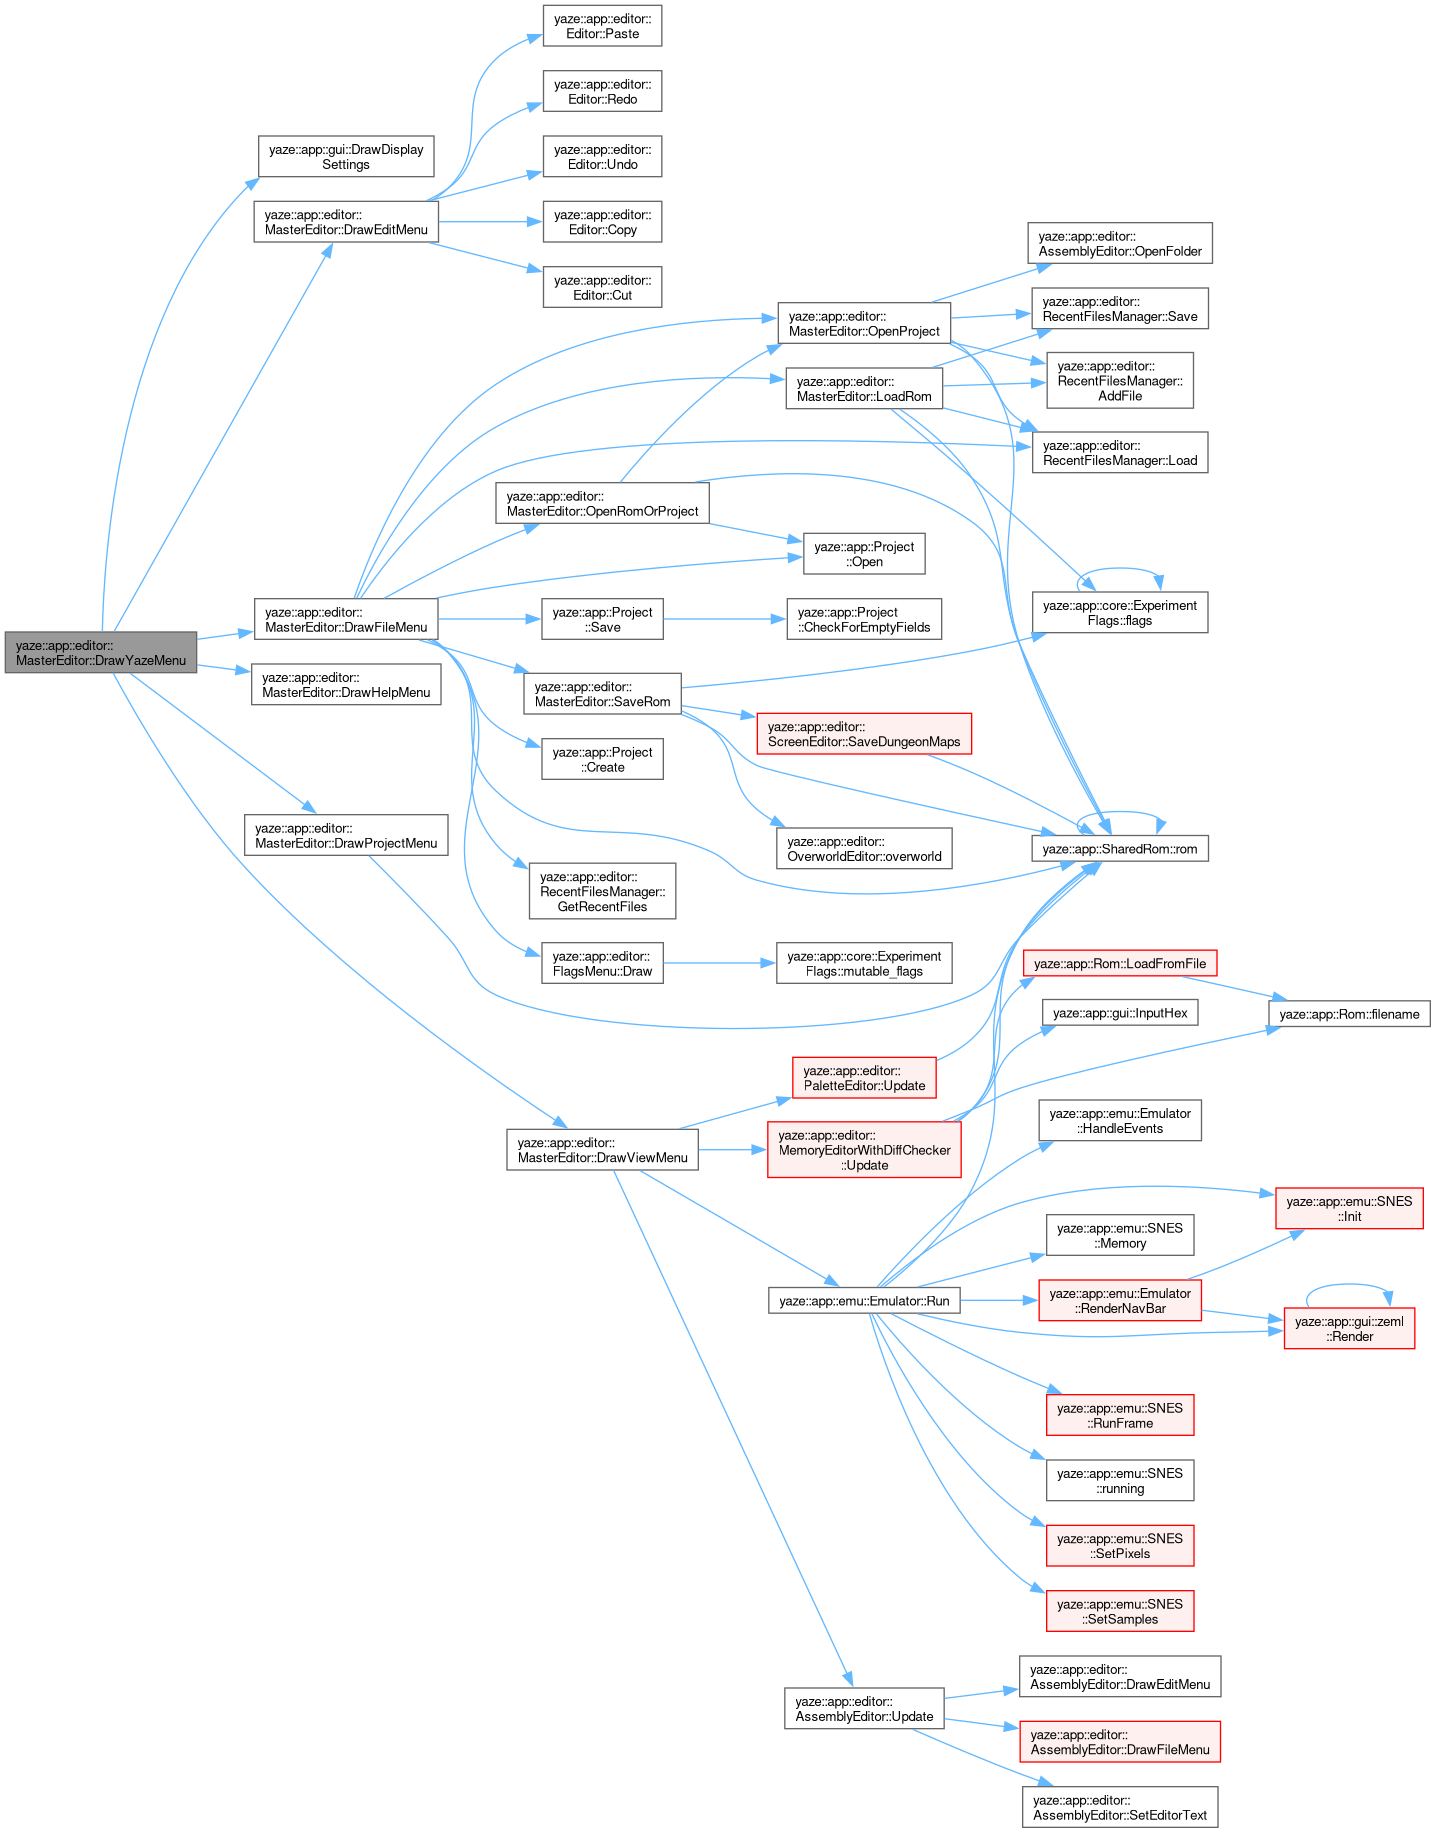 yaze::app::editor::
MasterEditor::DrawYazeMenu
yaze::app::gui::DrawDisplay
Settings
yaze::app::editor::
MasterEditor::DrawEditMenu
yaze::app::editor::
Editor::Paste
yaze::app::editor::
Editor::Redo
yaze::app::editor::
Editor::Undo
yaze::app::editor::
Editor::Copy
yaze::app::editor::
Editor::Cut
yaze::app::editor::
MasterEditor::DrawFileMenu
yaze::app::editor::
MasterEditor::DrawHelpMenu
yaze::app::editor::
MasterEditor::DrawProjectMenu
yaze::app::editor::
MasterEditor::OpenProject
yaze::app::editor::
MasterEditor::LoadRom
yaze::app::editor::
MasterEditor::OpenRomOrProject
yaze::app::Project
::Open
yaze::app::Project
::Save
yaze::app::Project
::CheckForEmptyFields
yaze::app::editor::
MasterEditor::SaveRom
yaze::app::editor::
ScreenEditor::SaveDungeonMaps
yaze::app::Project
::Create
yaze::app::editor::
OverworldEditor::overworld
yaze::app::editor::
RecentFilesManager::
GetRecentFiles
yaze::app::editor::
FlagsMenu::Draw
yaze::app::core::Experiment
Flags::mutable_flags
yaze::app::editor::
AssemblyEditor::OpenFolder
yaze::app::editor::
RecentFilesManager::Save
yaze::app::editor::
RecentFilesManager::
AddFile
yaze::app::editor::
RecentFilesManager::Load
yaze::app::core::Experiment
Flags::flags
yaze::app::SharedRom::rom
yaze::app::editor::
MasterEditor::DrawViewMenu
yaze::app::editor::
PaletteEditor::Update
yaze::app::editor::
MemoryEditorWithDiffChecker
::Update
yaze::app::Rom::LoadFromFile
yaze::app::gui::InputHex
yaze::app::Rom::filename
yaze::app::emu::Emulator::Run
yaze::app::emu::Emulator
::HandleEvents
yaze::app::emu::SNES
::Init
yaze::app::emu::SNES
::Memory
yaze::app::emu::Emulator
::RenderNavBar
yaze::app::gui::zeml
::Render
yaze::app::emu::SNES
::RunFrame
yaze::app::emu::SNES
::running
yaze::app::emu::SNES
::SetPixels
yaze::app::emu::SNES
::SetSamples
yaze::app::editor::
AssemblyEditor::Update
yaze::app::editor::
AssemblyEditor::DrawEditMenu
yaze::app::editor::
AssemblyEditor::DrawFileMenu
yaze::app::editor::
AssemblyEditor::SetEditorText